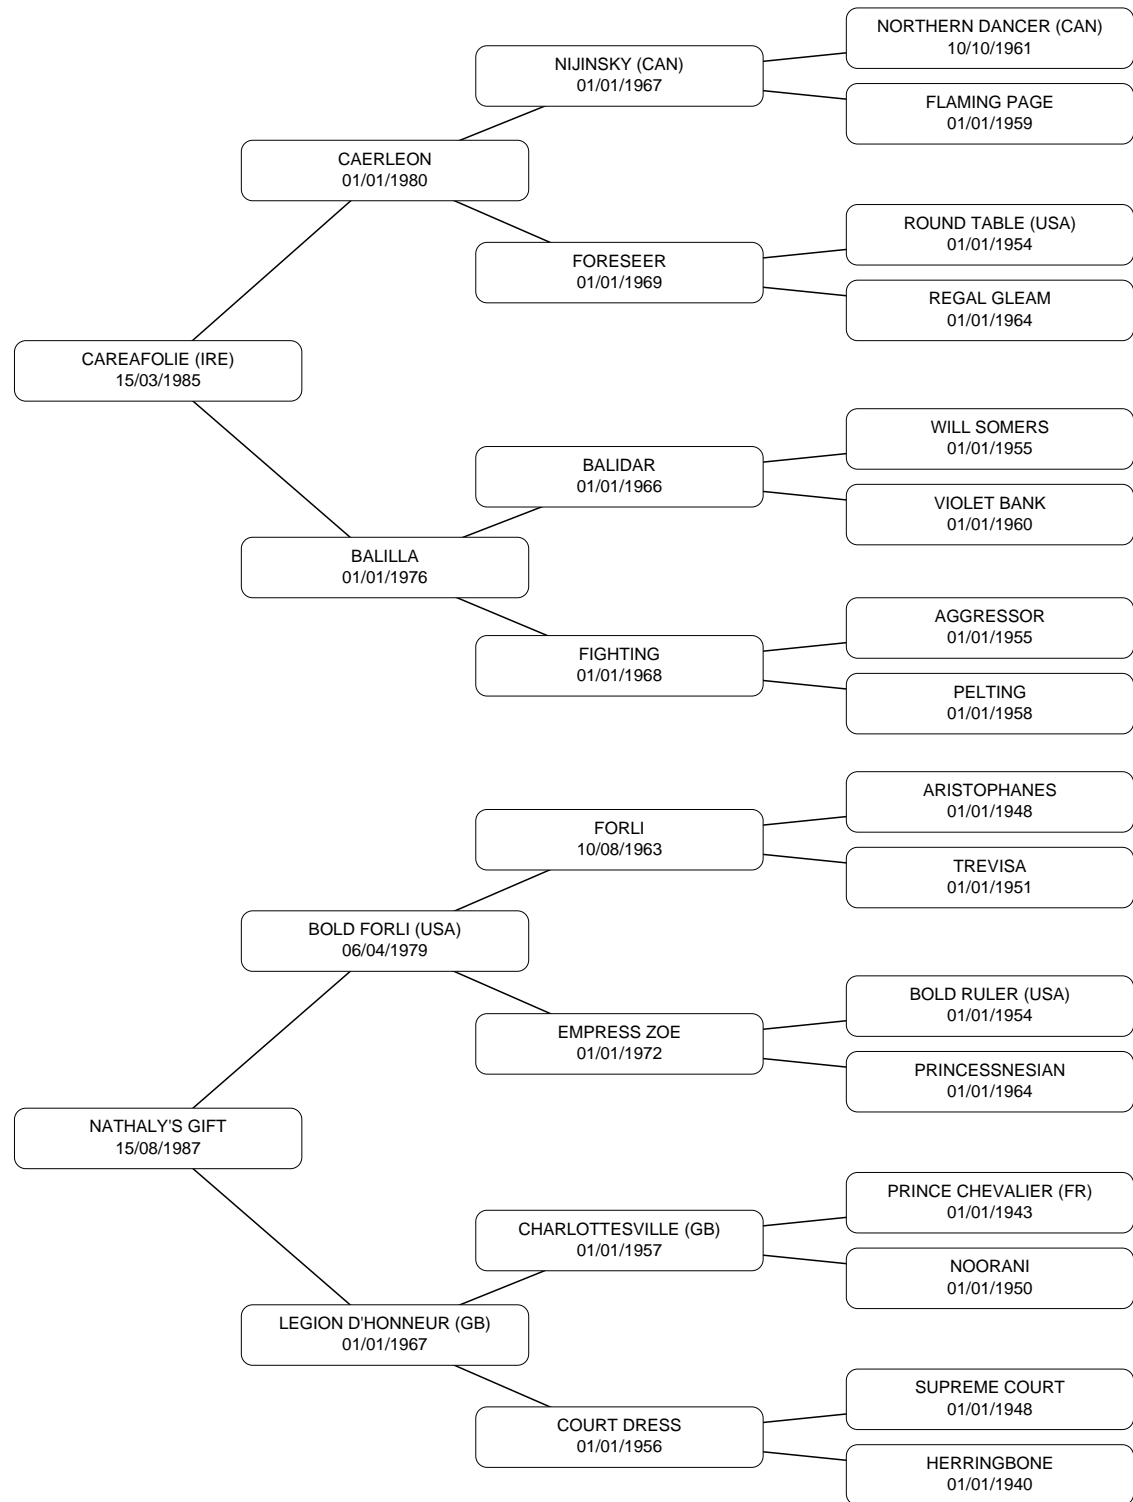 NORTHERN DANCER (CAN)
10/10/1961
NIJINSKY (CAN)
01/01/1967
FLAMING PAGE
01/01/1959
CAERLEON
01/01/1980
ROUND TABLE (USA)
01/01/1954
FORESEER
01/01/1969
REGAL GLEAM
01/01/1964
CAREAFOLIE (IRE)
15/03/1985
WILL SOMERS
01/01/1955
BALIDAR
01/01/1966
VIOLET BANK
01/01/1960
BALILLA
01/01/1976
AGGRESSOR
01/01/1955
FIGHTING
01/01/1968
PELTING
01/01/1958
ARISTOPHANES
01/01/1948
FORLI
10/08/1963
TREVISA
01/01/1951
BOLD FORLI (USA)
06/04/1979
BOLD RULER (USA)
01/01/1954
EMPRESS ZOE
01/01/1972
PRINCESSNESIAN
01/01/1964
NATHALY'S GIFT
15/08/1987
PRINCE CHEVALIER (FR)
01/01/1943
CHARLOTTESVILLE (GB)
01/01/1957
NOORANI
01/01/1950
LEGION D'HONNEUR (GB)
01/01/1967
SUPREME COURT
01/01/1948
COURT DRESS
01/01/1956
HERRINGBONE
01/01/1940